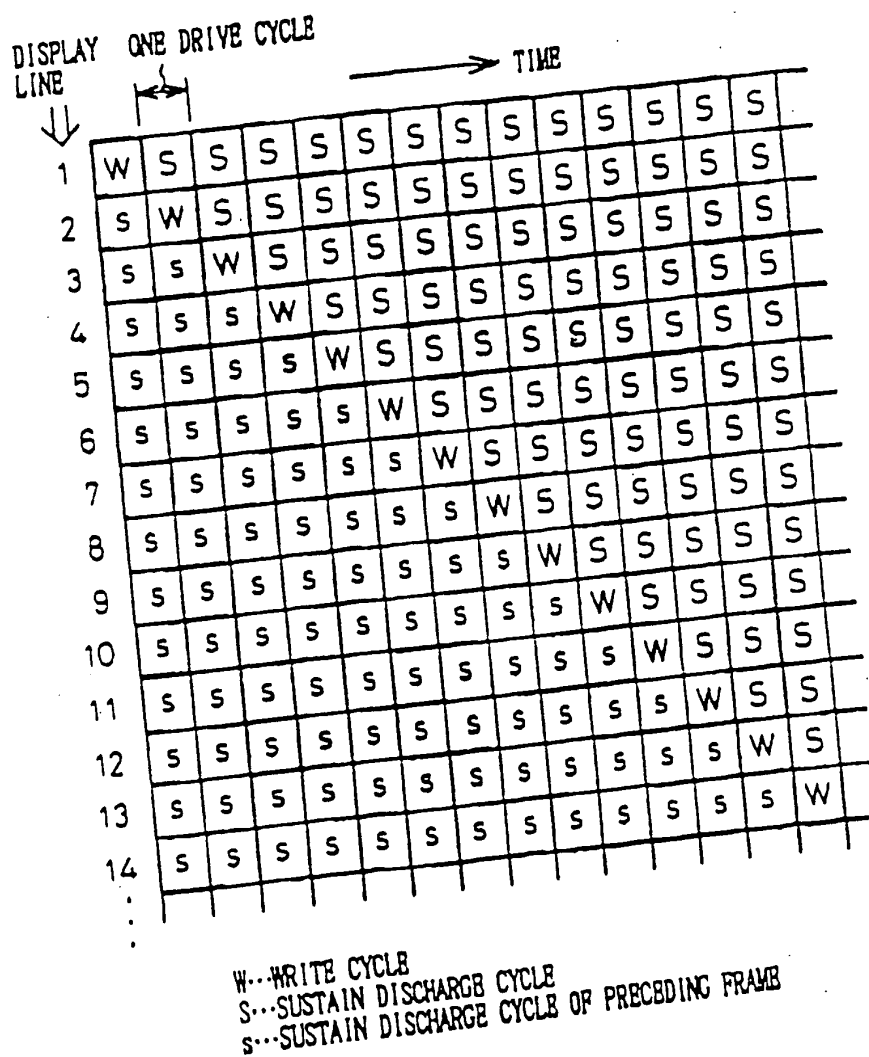 DISPLAY ONE DRIVE CYCLE
LINE
TIME
1 W S S S S S S S S S S S S S
2 s W S S S S S S S S S S S S
3 s s W S S S S S S S S S S S
4 s s s W S S S S S S S S S S
5 s s s s W S S S S S S S S S
6 s s s s s W S S S S S S S S
7 s s s s s s W S S S S S S S
8 s s s s s s s W S S S S S S
9 s s s s s s s s W S S S S S
10 s s s s s s s s s W S S S S
11 s s s s s s s s s s W S S S
12 s s s s s s s s s s s W S S
13 s s s s s s s s s s s s W S
14 s s s s s s s s s s s s s W
W···WRITE CYCLE
S···SUSTAIN DISCHARGE CYCLE
s···SUSTAIN DISCHARGE CYCLE OF PRECEDING FRAME